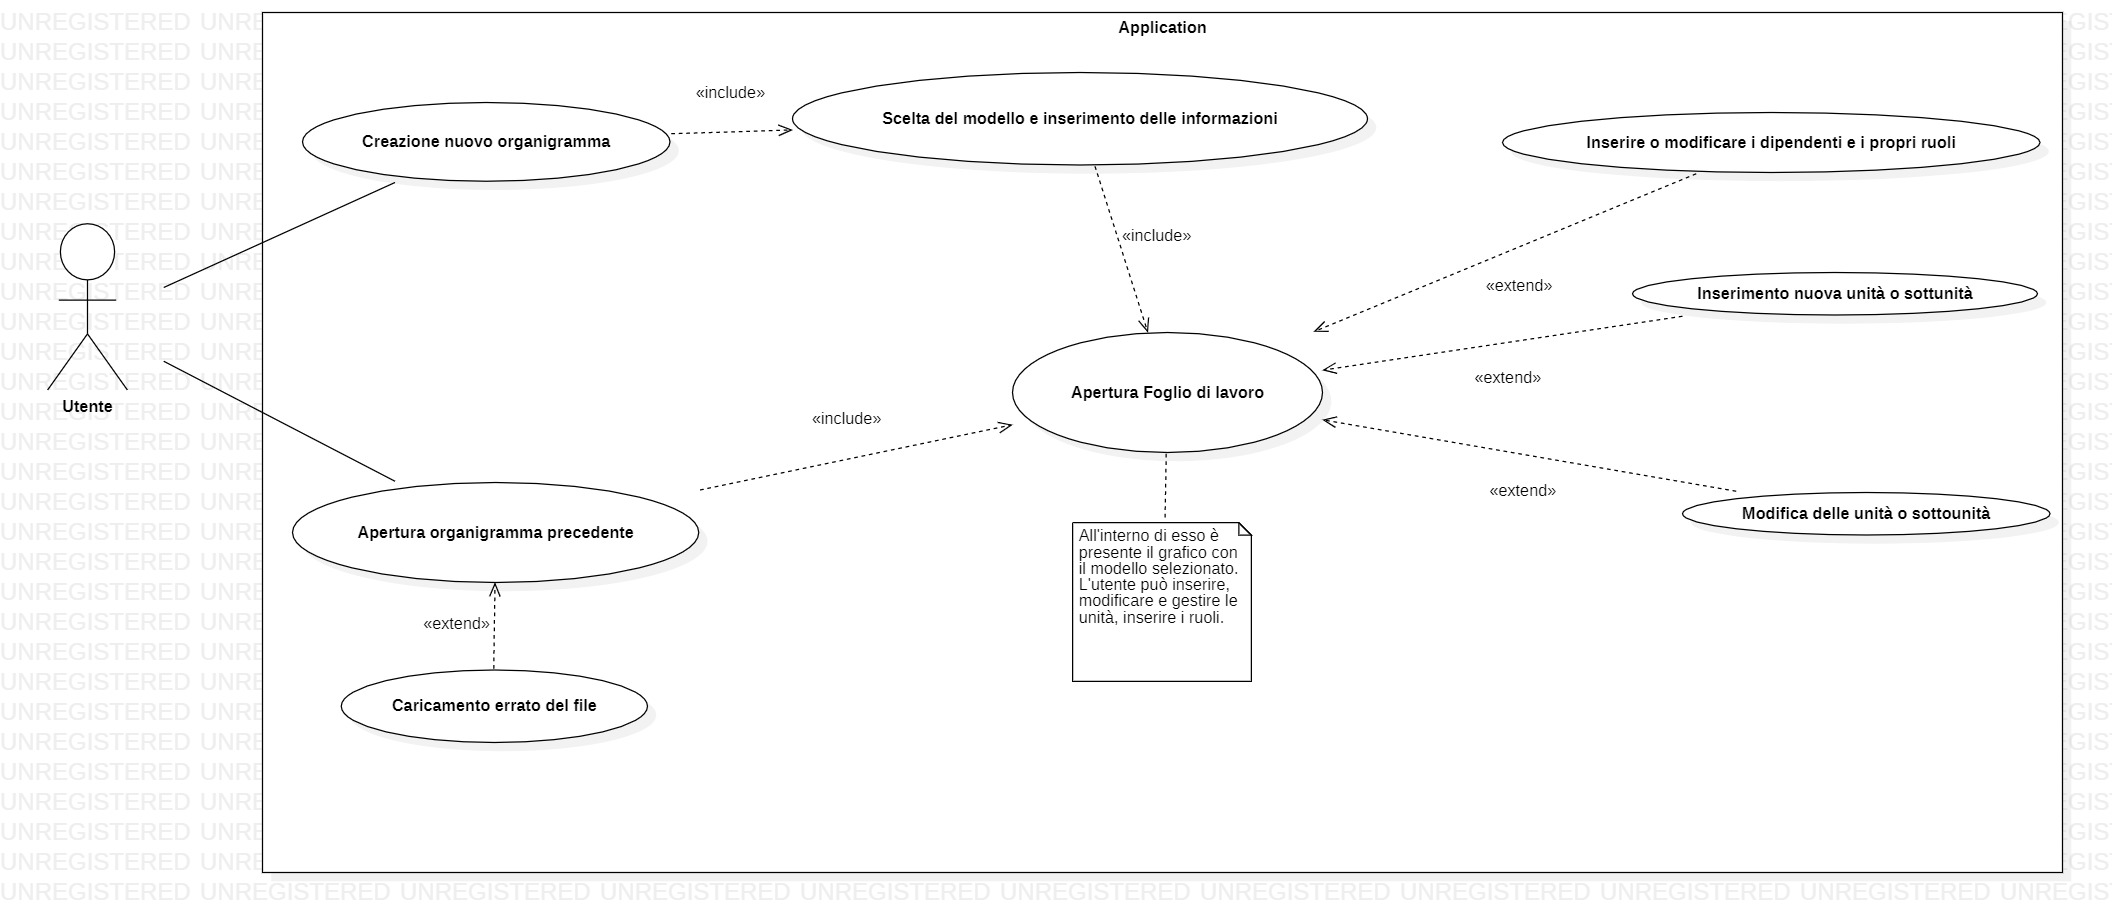 Application
Creazione nuovo organigramma
«include»
Scelta del modello e inserimento delle informazioni
Inserire o modificare i dipendenti e i propri ruoli
«include»
«extend»
Inserimento nuova unità o sottunità
«extend»
Utente
Apertura Foglio di lavoro
«include»
«extend»
Modifica delle unità o sottounità
Apertura organigramma precedente
All'interno di esso è
presente il grafico con
il modello selezionato.
L'utente può inserire,
modificare e gestire le
unità, inserire i ruoli.
«extend»
Caricamento errato del file
UNREGISTERED UNREGISTERED UNREGISTERED UNREGISTERED UNREGISTERED UNREGISTERED UNREGISTERED UNREGISTERED UNREGISTERED UNREGISTERED